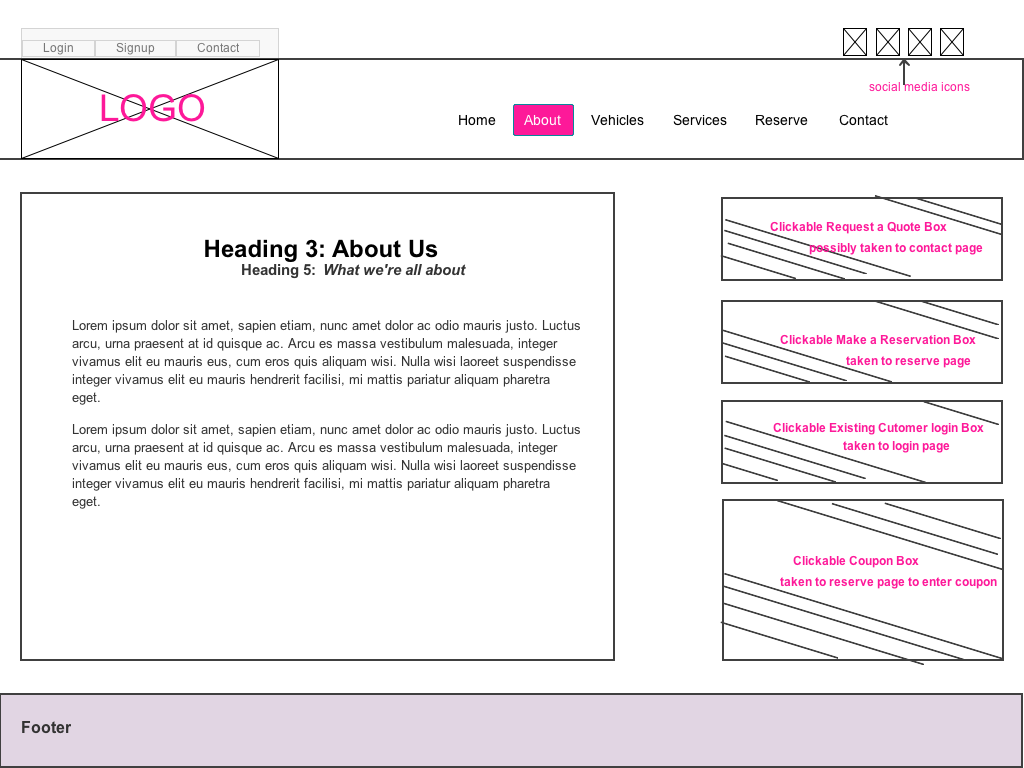 Login Signup Contact
LOGO
social media icons
Home About Vehicles Services Reserve Contact
Heading 3: About Us
Heading 5: What we're all about
Lorem ipsum dolor sit amet, sapien etiam, nunc amet dolor ac odio mauris justo. Luctus
arcu, urna praesent at id quisque ac. Arcu es massa vestibulum malesuada, integer
vivamus elit eu mauris eus, cum eros quis aliquam wisi. Nulla wisi laoreet suspendisse
integer vivamus elit eu mauris hendrerit facilisi, mi mattis pariatur aliquam pharetra
eget.
Lorem ipsum dolor sit amet, sapien etiam, nunc amet dolor ac odio mauris justo. Luctus
arcu, urna praesent at id quisque ac. Arcu es massa vestibulum malesuada, integer
vivamus elit eu mauris eus, cum eros quis aliquam wisi. Nulla wisi laoreet suspendisse
integer vivamus elit eu mauris hendrerit facilisi, mi mattis pariatur aliquam pharetra
eget.
Clickable Request a Quote Box
possibly taken to contact page
Clickable Make a Reservation Box
taken to reserve page
Clickable Existing Cutomer login Box
taken to login page
Clickable Coupon Box
taken to reserve page to enter coupon
Footer